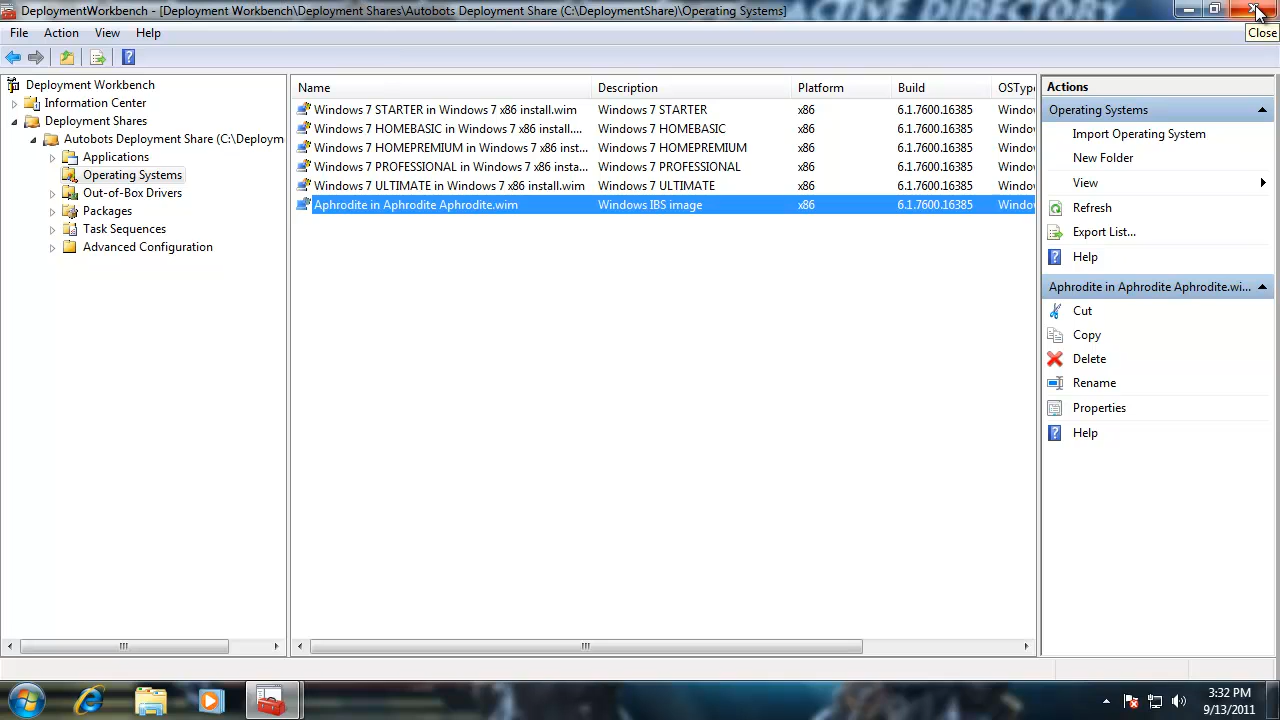 DeploymentWorkbench - [Deployment Workbench\Deployment Shares\Autobots Deployment Share (C:\DeploymentShare)\Operating Systems]
ACTIVE DIRECTORY
Close
File Action View Help
Deployment Workbench
Information Center
Deployment Shares
Autobots Deployment Share (C:\Deploym
Applications
Operating Systems
Out-of-Box Drivers
Packages
Task Sequences
Advanced Configuration
Name Description Platform Build OSType
Windows 7 STARTER in Windows 7 x86 install.wim Windows 7 STARTER x86 6.1.7600.16385 Windo
Windows 7 HOMEBASIC in Windows 7 x86 install.... Windows 7 HOMEBASIC x86 6.1.7600.16385 Windo
Windows 7 HOMEPREMIUM in Windows 7 x86 inst... Windows 7 HOMEPREMIUM x86 6.1.7600.16385 Windo
Windows 7 PROFESSIONAL in Windows 7 x86 insta... Windows 7 PROFESSIONAL x86 6.1.7600.16385 Windo
Windows 7 ULTIMATE in Windows 7 x86 install.wim Windows 7 ULTIMATE x86 6.1.7600.16385 Windo
Aphrodite in Aphrodite Aphrodite.wim Windows IBS image x86 6.1.7600.16385 Windo
Actions
Operating Systems
Import Operating System
New Folder
View
Refresh
Export List...
Help
Aphrodite in Aphrodite Aphrodite.wi...
Cut
Copy
Delete
Rename
Properties
Help
3:32 PM
9/13/2011